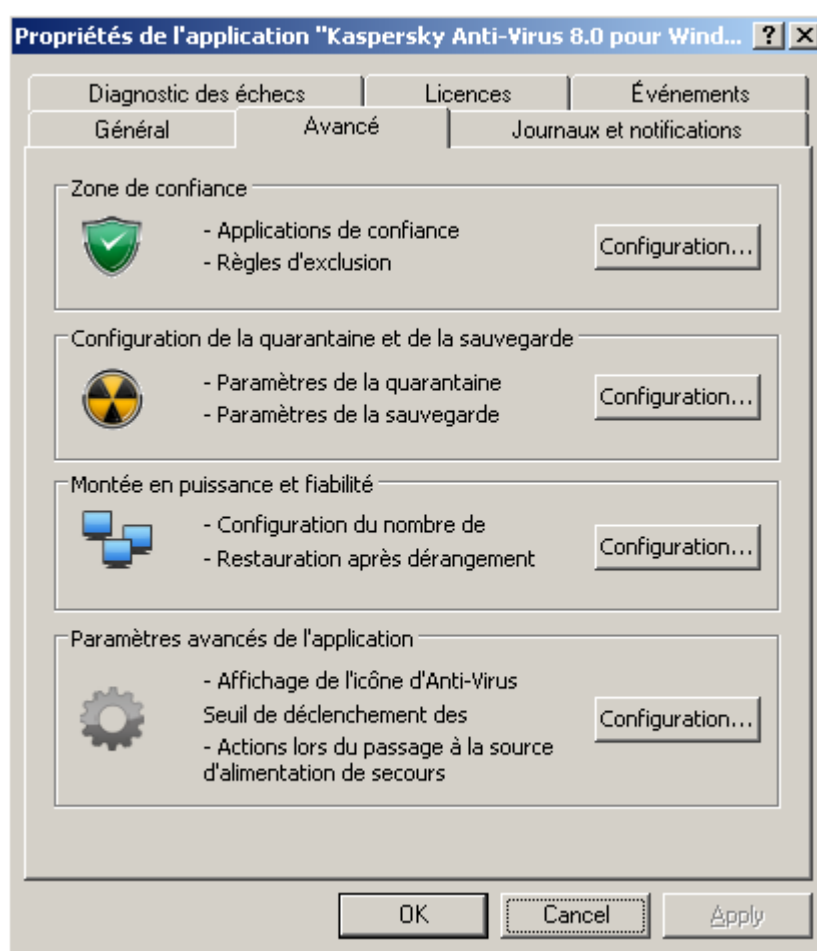 Propriétés de l'application "Kaspersky Anti-Virus 8.0 pour Wind...
Diagnostic des échecs
Licences
Événements
Général
Avancé
Journaux et notifications
Zone de confiance
- Applications de confiance
- Règles d'exclusion
Configuration...
Configuration de la quarantaine et de la sauvegarde
- Paramètres de la quarantaine
- Paramètres de la sauvegarde
Configuration...
Montée en puissance et fiabilité
- Configuration du nombre de
- Restauration après dérangement
Configuration...
Paramètres avancés de l'application
- Affichage de l'icône d'Anti-Virus
Seuil de déclenchement des
- Actions lors du passage à la source
d'alimentation de secours
Configuration...
OK
Cancel
Apply